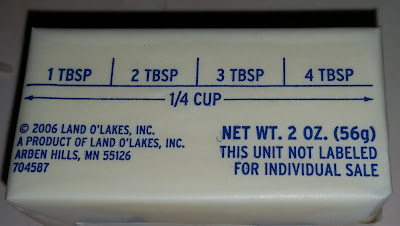 1 TBSP 2 TBSP 3 TBSP 4 TBSP
1/4 CUP
© 2006 LAND O'LAKES, INC.
A PRODUCT OF LAND O'LAKES, INC.
ARDEN HILLS, MN 55126
704587
NET WT. 2 OZ. (56g)
THIS UNIT NOT LABELED
FOR INDIVIDUAL SALE